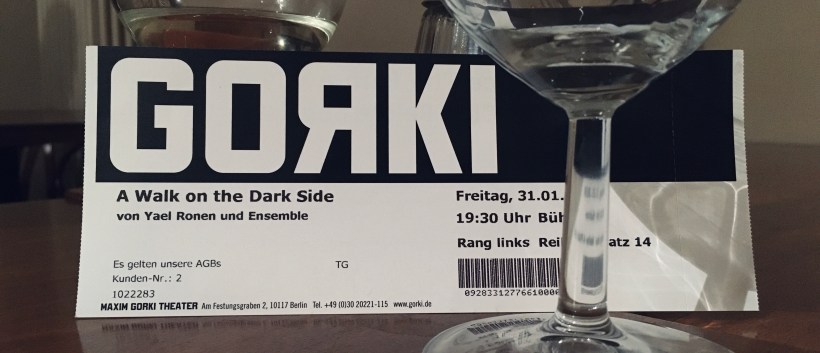 GOЯKI
A Walk on the Dark Side
von Yael Ronen und Ensemble
Freitag, 31.01.
19:30 Uhr
Rang links 14
Es gelten unsere AGBs TG
Kunden-Nr.: 2
1022283
MAXIM GORKI THEATER Am Festungsgraben 2, 10117 Berlin Tel. +49 (0)30 20221-115 www.gorki.de